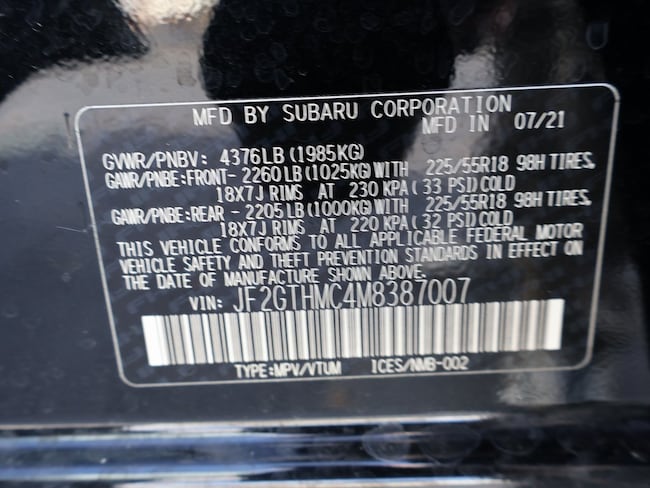 MFD BY SUBARU CORPORATION
MFD IN 07/21
GVWR/PNBV: 4376LB(1985KG)
GAWR/PNBE:FRONT- 2260LB(1025KG)WITH 225/55R18 98H TIRES,
18X7J RIMS AT 230 KPA(33 PSI)COLD
GAWR/PNBE:REAR - 2205LB(1000KG)WITH 225/55R18 98H TIRES,
18X7J RIMS AT 220 KPA(32 PSI)COLD
THIS VEHICLE CONFORMS TO ALL APPLICABLE FEDERAL MOTOR
VEHICLE SAFETY AND THEFT PREVENTION STANDARDS IN EFFECT ON
THE DATE OF MANUFACTURE SHOWN ABOVE.
VIN: JF2GTHMC4M8387007
TYPE:MPV/VTUM ICES/NMB-002